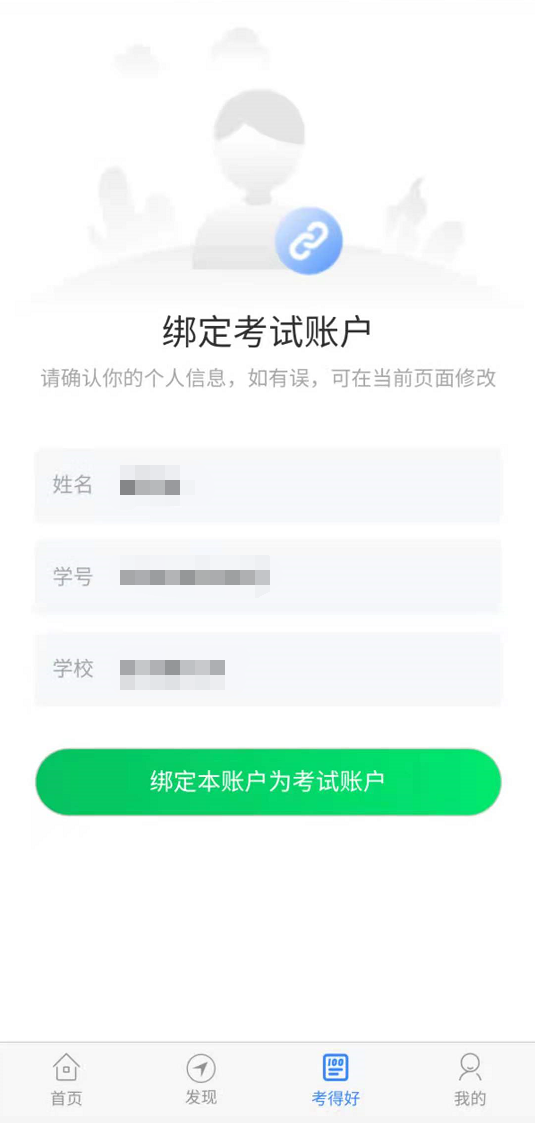 绑定考试账户
请确认你的个人信息，如有误，可在当前页面修改
姓名
学号
学校
绑定本账户为考试账户
100
首页
发现
考得好
我的